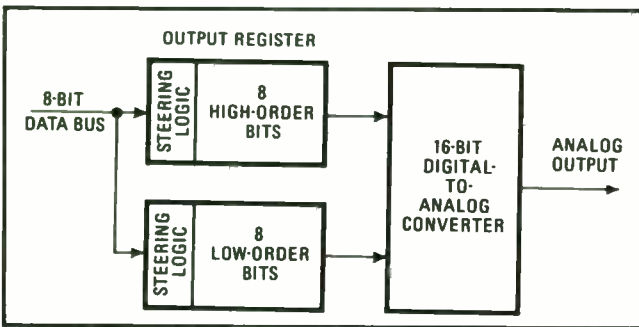 OUTPUT REGISTER
8-BIT
DATA BUS
STEERING
LOGIC
8
HIGH-ORDER
BITS
STEERING
LOGIC
8
LOW-ORDER
BITS
16-BIT
DIGITAL-
TO-
ANALOG
CONVERTER
ANALOG
OUTPUT